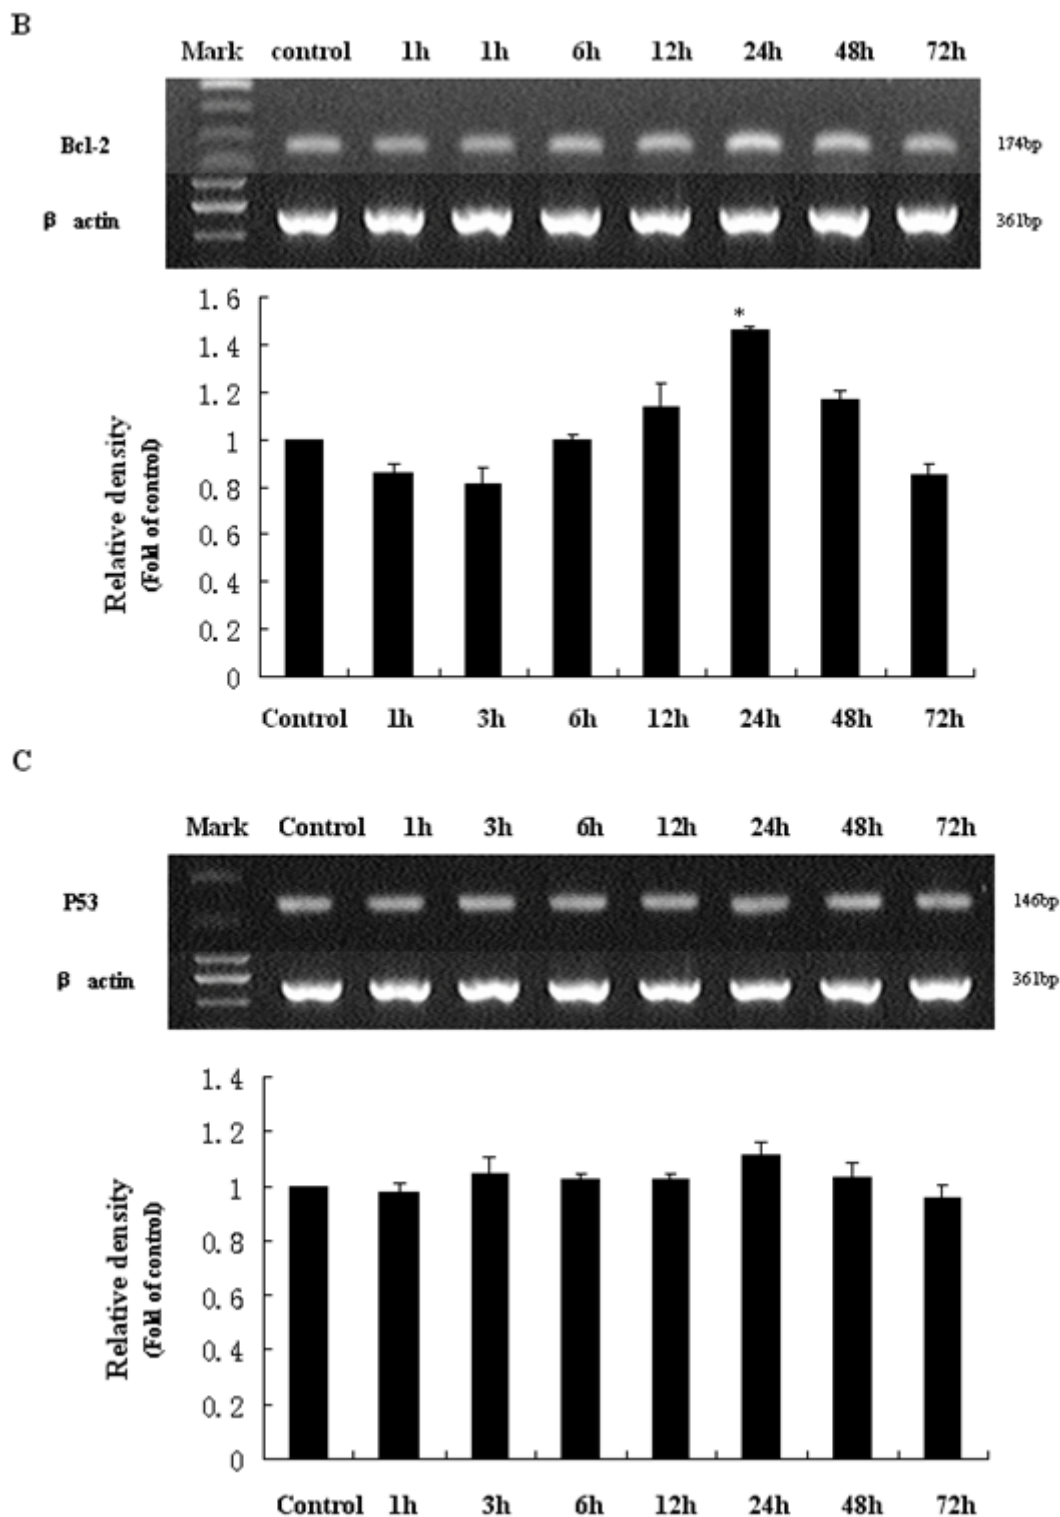 B
Mark control 1h 1h 6h 12h 24h 48h 72h
Bcl-2 174bp
β actin 361bp
1.6
*
1.4
1.2
1
0.8
0.6
0.4
0.2
0
Relative density
(Fold of control)
Control 1h 3h 6h 12h 24h 48h 72h
C
Mark Control 1h 3h 6h 12h 24h 48h 72h
P53 146bp
β actin 361bp
1.4
1.2
1
0.8
0.6
0.4
0.2
0
Relative density
(Fold of control)
Control 1h 3h 6h 12h 24h 48h 72h